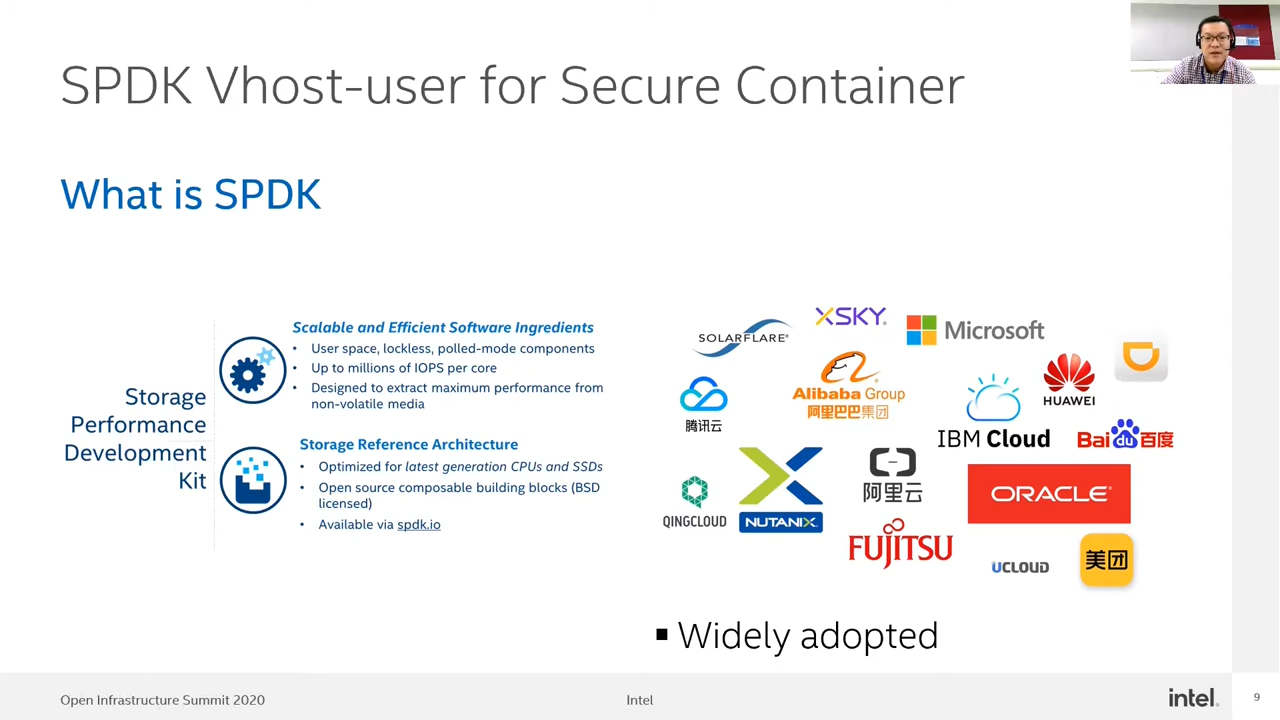 SPDK Vhost-user for Secure Container
What is SPDK
Storage
Performance
Development
Kit
Scalable and Efficient Software Ingredients
• User space, lockless, polled-mode components
• Up to millions of IOPS per core
• Designed to extract maximum performance from
non-volatile media
Storage Reference Architecture
• Optimized for latest generation CPUs and SSDs
• Open source composable building blocks (BSD
licensed)
• Available via spdk.io
SOLARFLARE®
XSKY®
Microsoft
腾讯云
Alibaba Group
阿里巴巴集团
HUAWEI
IBM Cloud
Bai du 百度
QINGCLOUD
NUTANIX
阿里云
ORACLE®
FUJITSU
UCLOUD
美团
▪ Widely adopted
Open Infrastructure Summit 2020
Intel
intel.
9